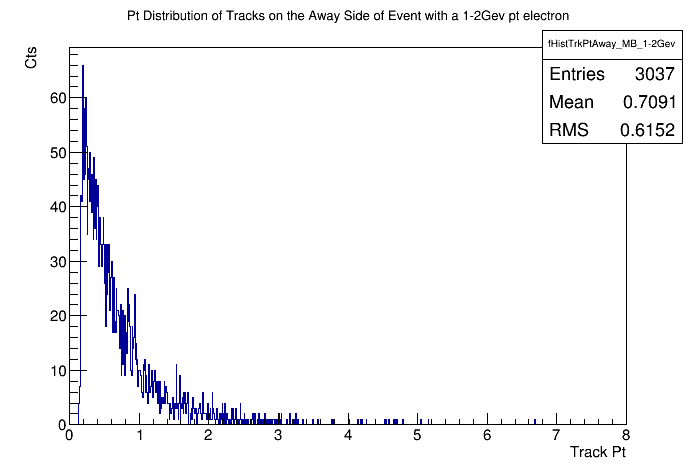 Pt Distribution of Tracks on the Away Side of Event with a 1-2Gev pt electron
fHistTrkPtAway_MB_1-2Gev
Entries 3037
Mean 0.7091
RMS 0.6152
Cts
60
50
40
30
20
10
0
0 1 2 3 4 5 6 7 8
Track Pt